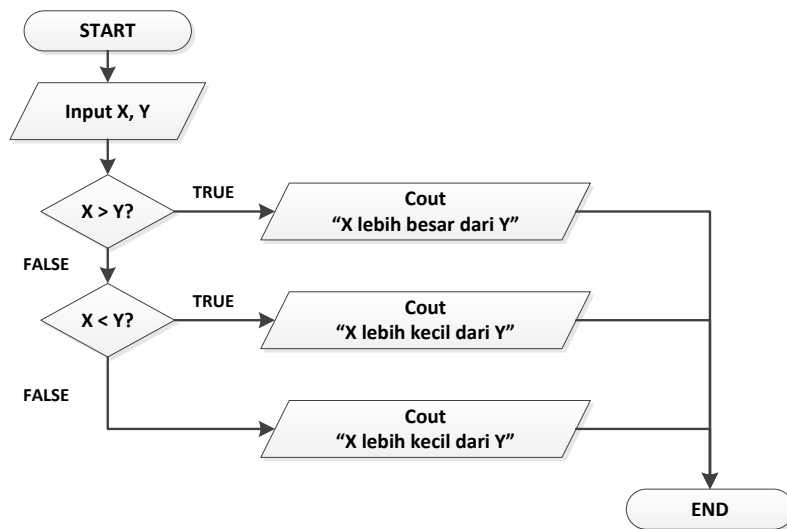 START
Input X, Y
X > Y?
TRUE
Cout
“X lebih besar dari Y”
FALSE
X < Y?
TRUE
Cout
“X lebih kecil dari Y”
FALSE
Cout
“X lebih kecil dari Y”
END